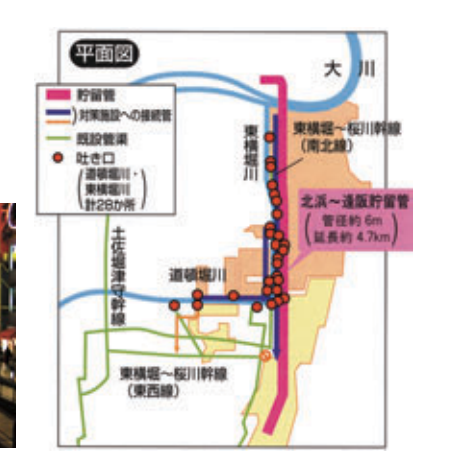 平面図
大川
貯留管
対策施設への接続管
既設管渠
吐き口
(道頓堀川・
東横堀川
計28か所)
東横堀川
東横堀〜桜川幹線
(南北線)
北浜〜逢阪貯留管
(管径約 6m
延長約 4.7km)
土佐堀津守幹線
道頓堀川
東横堀〜桜川幹線
(東西線)